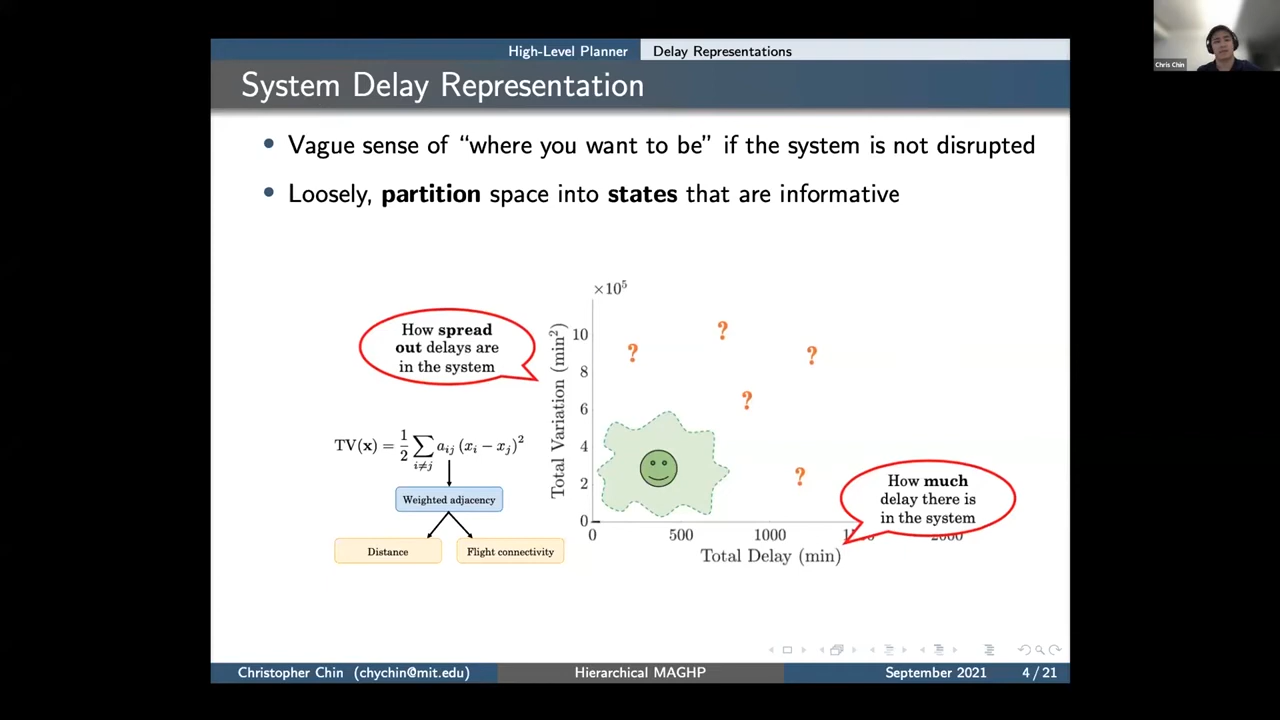 Chris Chin
High-Level Planner Delay Representations
System Delay Representation
• Vague sense of “where you want to be” if the system is not disrupted
• Loosely, partition space into states that are informative
How spread
out delays are
in the system
TV(x) = 1/2 ∑ i≠j a_ij (x_i − x_j)^2
Weighted adjacency
Distance
Flight connectivity
×10^5
Total Variation (min^2)
10
8
6
4
2
0
? ? ? ? ?
0 500 1000
Total Delay (min)
How much
delay there is
in the system
Christopher Chin (chychin@mit.edu) Hierarchical MAGHP September 2021 4 / 21